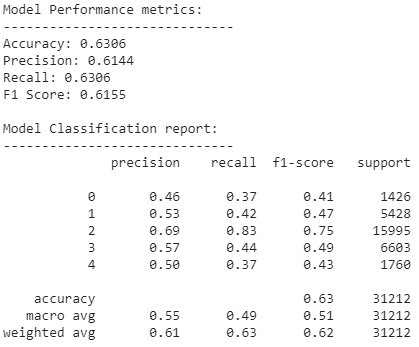 Model Performance metrics:
------------------------------
Accuracy: 0.6306
Precision: 0.6144
Recall: 0.6306
F1 Score: 0.6155
Model Classification report:
------------------------------
precision recall f1-score support
0 0.46 0.37 0.41 1426
1 0.53 0.42 0.47 5428
2 0.69 0.83 0.75 15995
3 0.57 0.44 0.49 6603
4 0.50 0.37 0.43 1760
accuracy 0.63 31212
macro avg 0.55 0.49 0.51 31212
weighted avg 0.61 0.63 0.62 31212